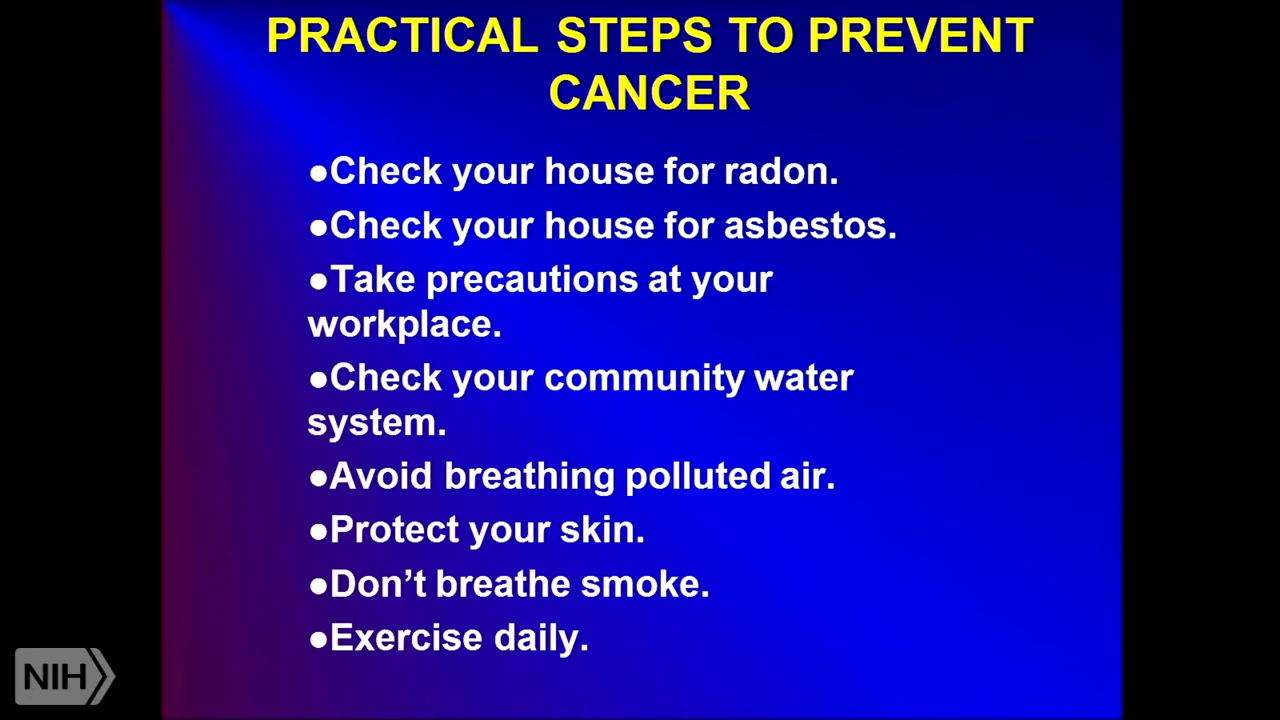 PRACTICAL STEPS TO PREVENT
CANCER
●Check your house for radon.
●Check your house for asbestos.
●Take precautions at your
workplace.
●Check your community water
system.
●Avoid breathing polluted air.
●Protect your skin.
●Don’t breathe smoke.
●Exercise daily.
NIH